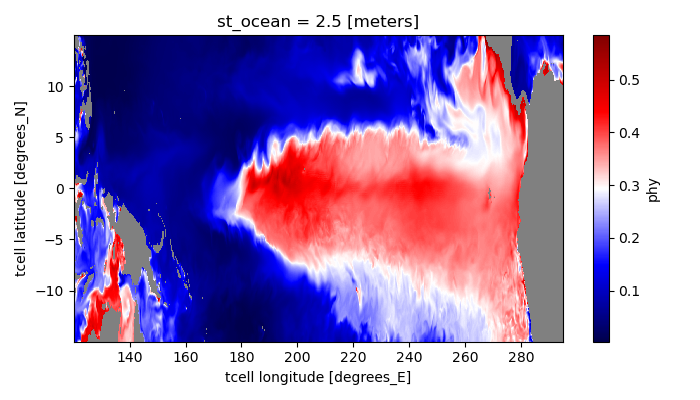 st_ocean = 2.5 [meters]
10
5
0
−5
−10
tcell latitude [degrees_N]
140 160 180 200 220 240 260 280
tcell longitude [degrees_E]
0.5
0.4
0.3
0.2
0.1
phy